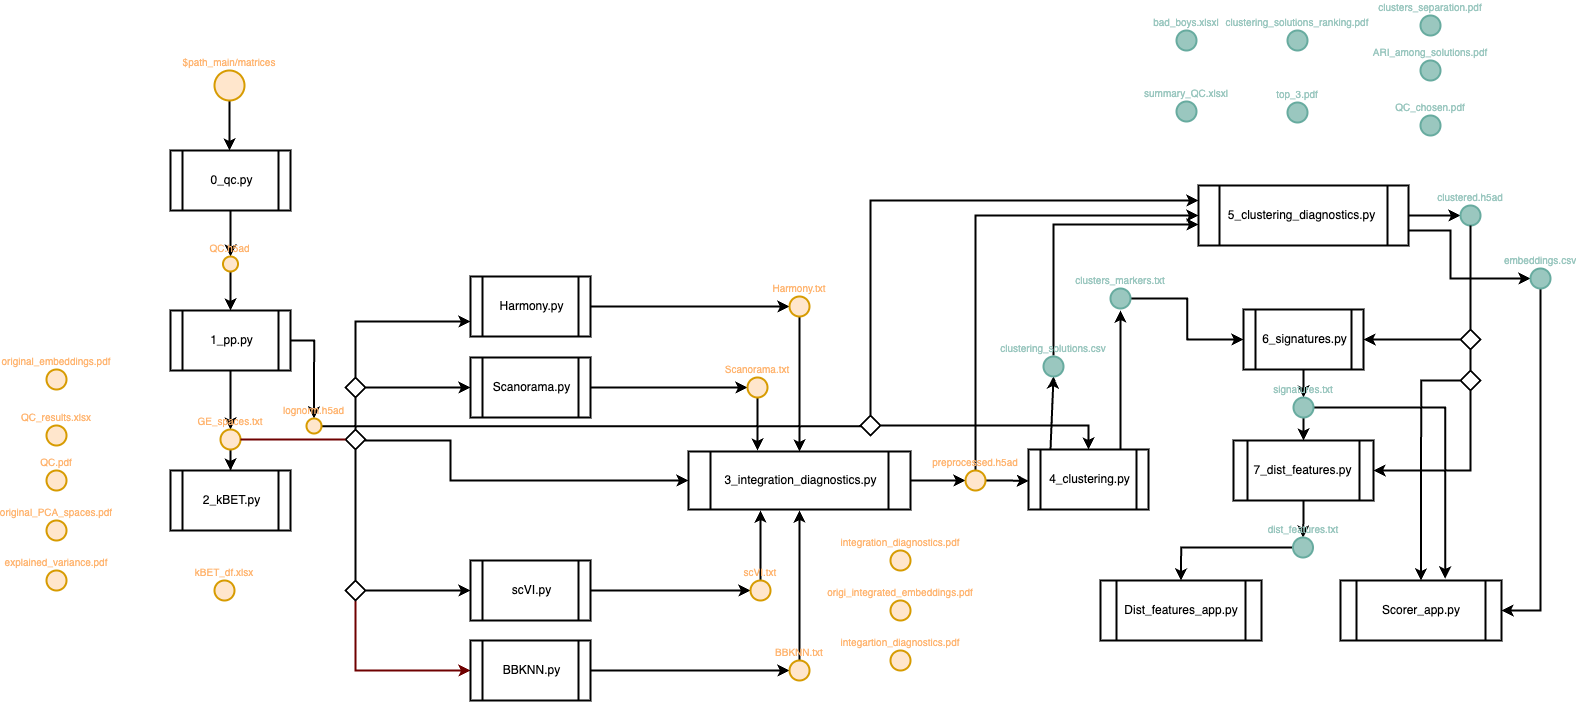 $path_main/matrices
0_qc.py
QC.h5ad
1_pp.py
original_embeddings.pdf
QC_results.xlsx
QC.pdf
original_PCA_spaces.pdf
explained_variance.pdf
GE_spaces.txt
lognorm.h5ad
2_kBET.py
kBET_df.xlsx
Harmony.py
Harmony.txt
Scanorama.py
Scanorama.txt
scVI.py
scVI.txt
BBKNN.py
BBKNN.txt
3_integration_diagnostics.py
integration_diagnostics.pdf
origi_integrated_embeddings.pdf
integartion_diagnostics.pdf
preprocessed.h5ad
4_clustering.py
clustering_solutions.csv
clusters_markers.txt
bad_boys.xlsxl
clustering_solutions_ranking.pdf
clusters_separation.pdf
ARI_among_solutions.pdf
summary_QC.xlsxl
top_3.pdf
QC_chosen.pdf
5_clustering_diagnostics.py
clustered.h5ad
embeddings.csv
6_signatures.py
signatures.txt
7_dist_features.py
dist_features.txt
Dist_features_app.py
Scorer_app.py